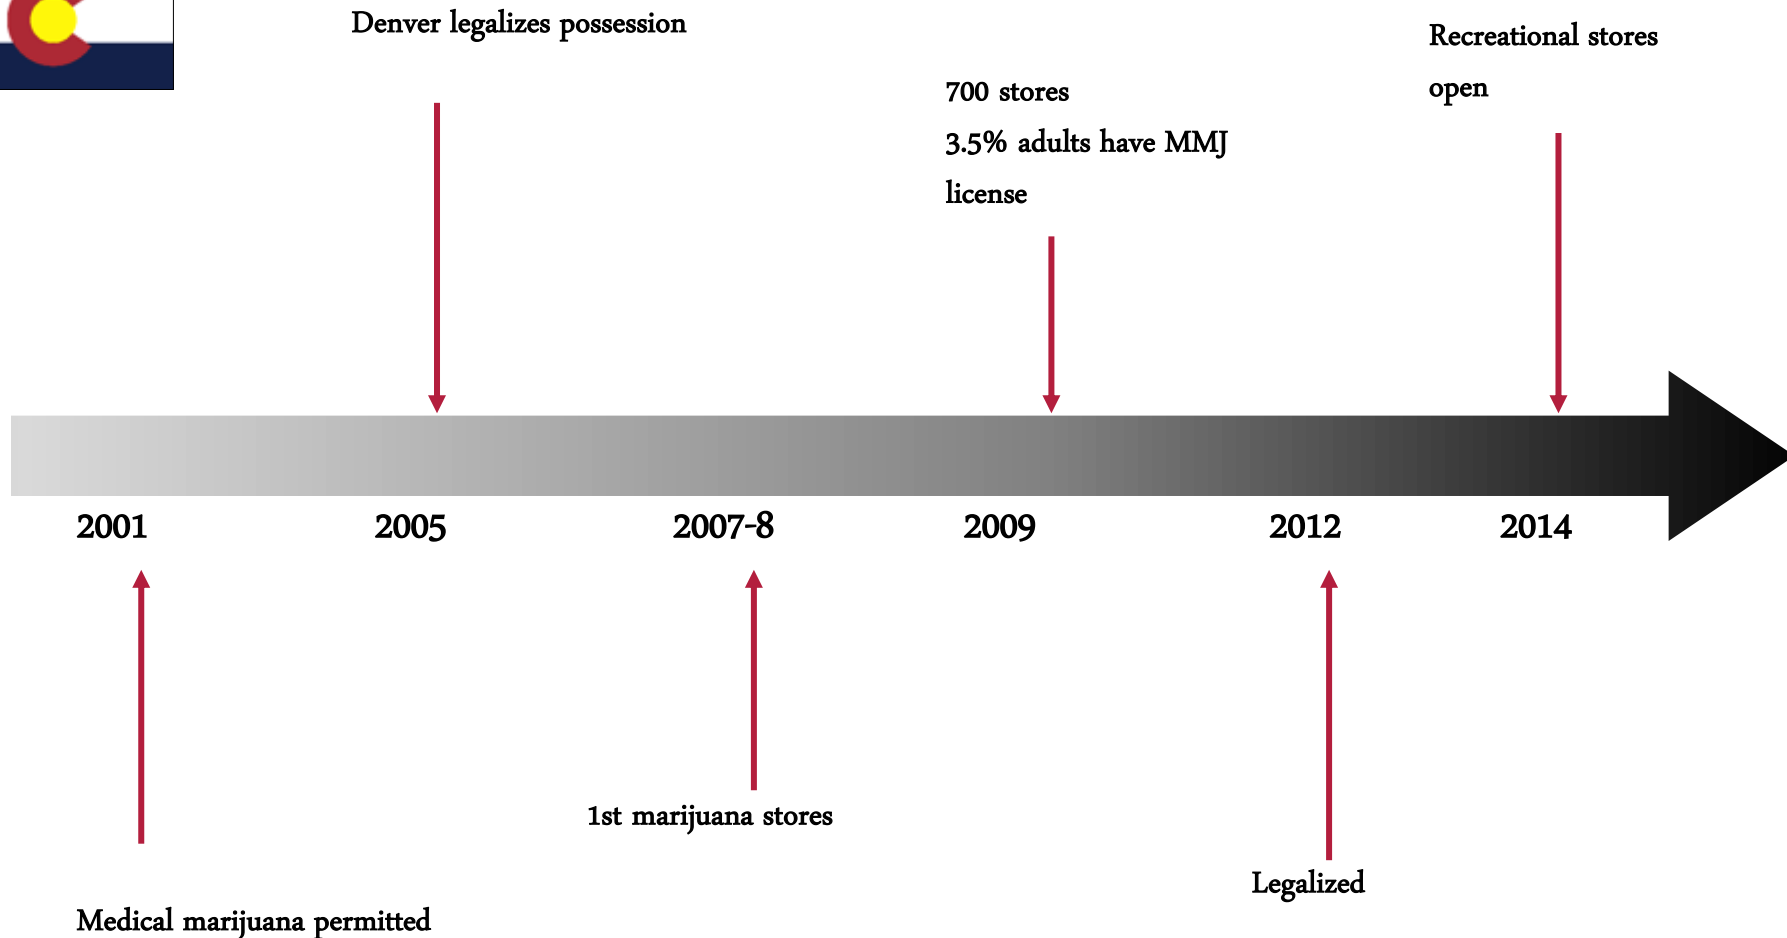 Denver legalizes possession
Recreational stores
open
700 stores
3.5% adults have MMJ
license
2001
2005
2007-8
2009
2012
2014
1st marijuana stores
Legalized
Medical marijuana permitted